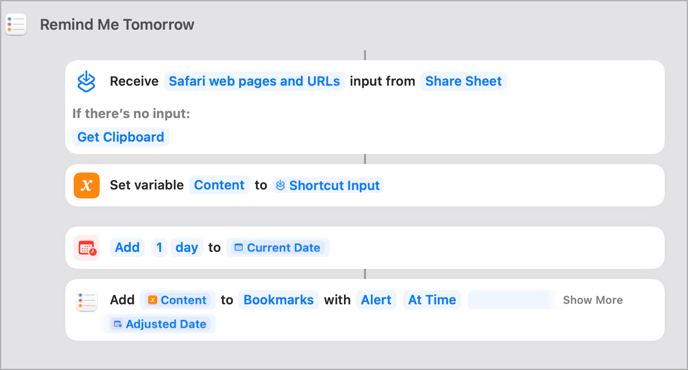 Remind Me Tomorrow
Receive Safari web pages and URLs input from Share Sheet
If there’s no input:
Get Clipboard
Set variable Content to Shortcut Input
Add 1 day to Current Date
Add Content to Bookmarks with Alert At Time Show More
Adjusted Date